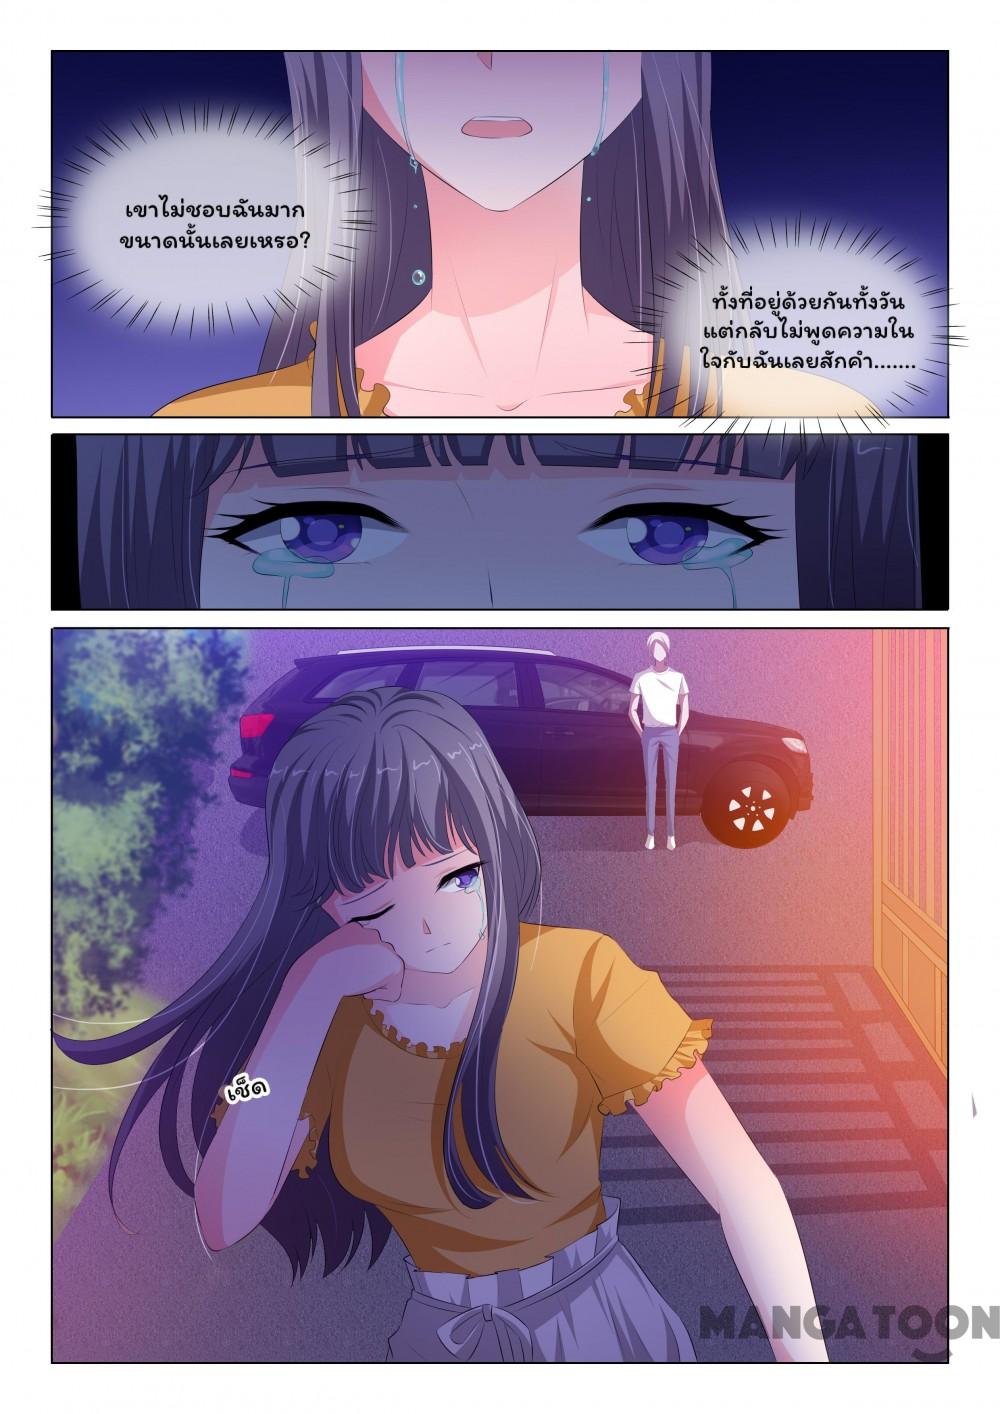 เขาไม่ชอบฉันมาก
ขนาดนั้นเลยเหรอ?
ทั้งที่อยู่ด้วยกันทั้งวัน
แต่กลับไม่พูดความใน
ใจกับฉันเลยสักคำ.......
เช็ด
MANGATOON